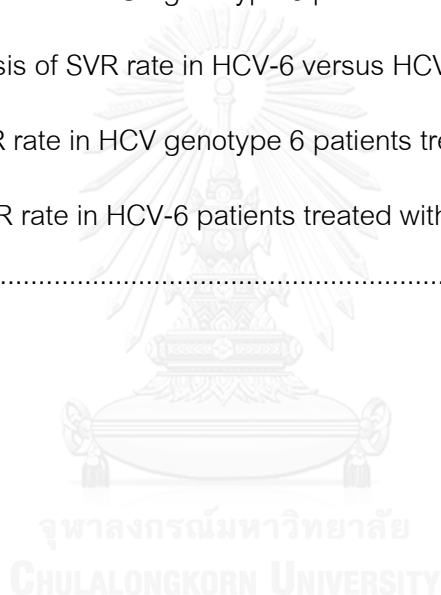 sis of SVR rate in HCV-6 versus HCV
R rate in HCV genotype 6 patients tre
R rate in HCV-6 patients treated with
................................................................
จุฬาลงกรณ์มหาวิทยาลัย
CHULALONGKORN UNIVERSITY